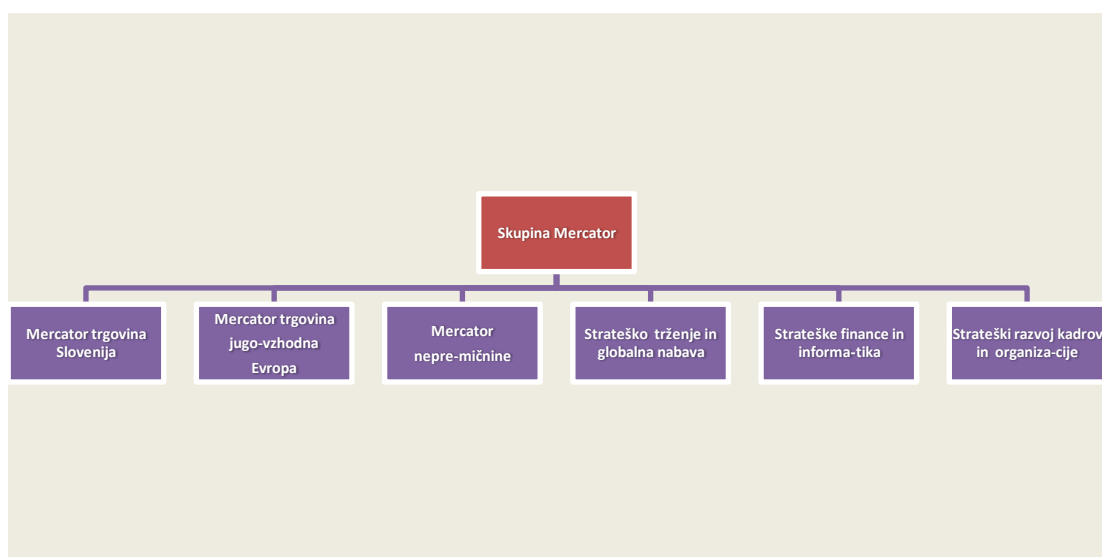 Skupina Mercator
Mercator trgovina
Slovenija
Mercator trgovina
jugo-vzhodna
Evropa
Mercator
nepre-mičnine
Strateško  trženje in
globalna nabava
Strateške finance in
informa-tika
Strateški razvoj kadrov
in  organiza-cije